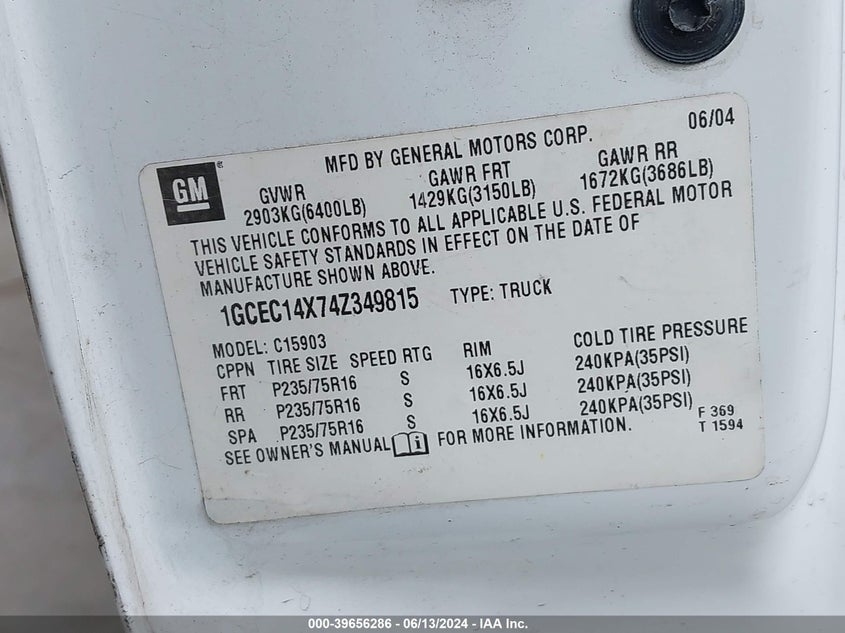 06/04
MFD BY GENERAL MOTORS CORP.
GM
GVWR GAWR FRT GAWR RR
2903KG(6400LB) 1429KG(3150LB) 1672KG(3686LB)
THIS VEHICLE CONFORMS TO ALL APPLICABLE U.S. FEDERAL MOTOR
VEHICLE SAFETY STANDARDS IN EFFECT ON THE DATE OF
MANUFACTURE SHOWN ABOVE.
1GCEC14X74Z349815 TYPE: TRUCK
MODEL: C15903
CPPN TIRE SIZE SPEED RTG RIM COLD TIRE PRESSURE
FRT P235/75R16 S 16X6.5J 240KPA(35PSI)
RR P235/75R16 S 16X6.5J 240KPA(35PSI)
SPA P235/75R16 S 16X6.5J 240KPA(35PSI)
SEE OWNER'S MANUAL i FOR MORE INFORMATION.
F 369
T 1594
000-39656286 - 06/13/2024 - IAA Inc.